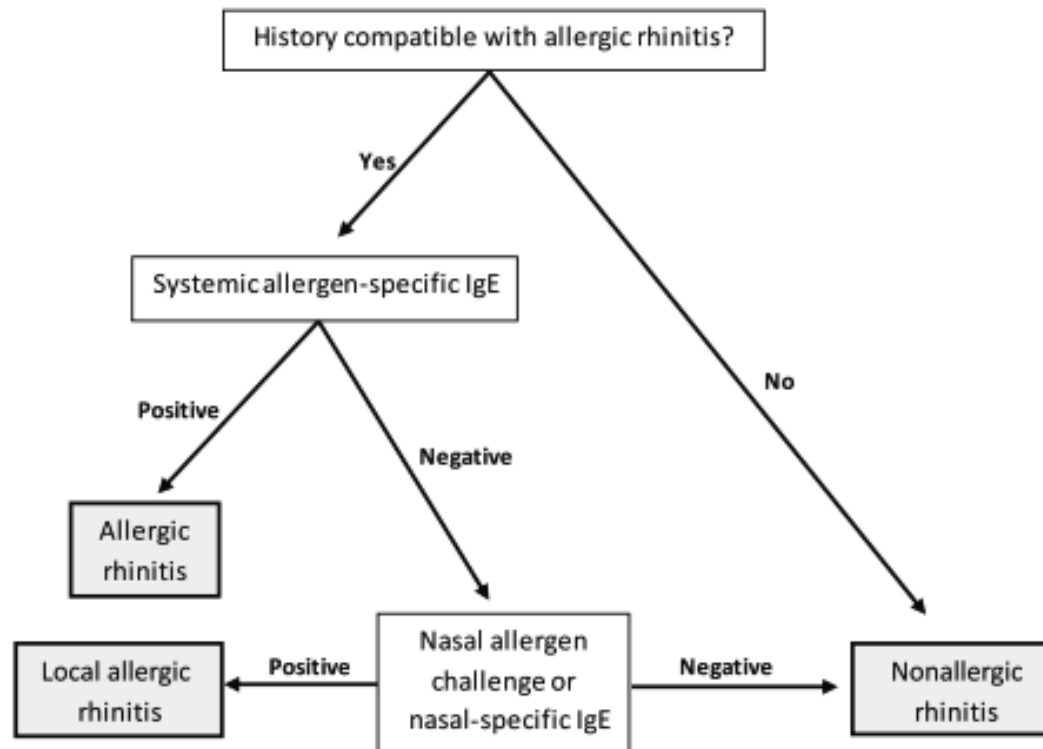 History compatible with allergic rhinitis?
Yes
Systemic allergen-specific IgE
No
Positive
Negative
Allergic
rhinitis
Local allergic
rhinitis
Positive
Nasal allergen
challenge or
nasal-specific IgE
Negative
Nonallergic
rhinitis